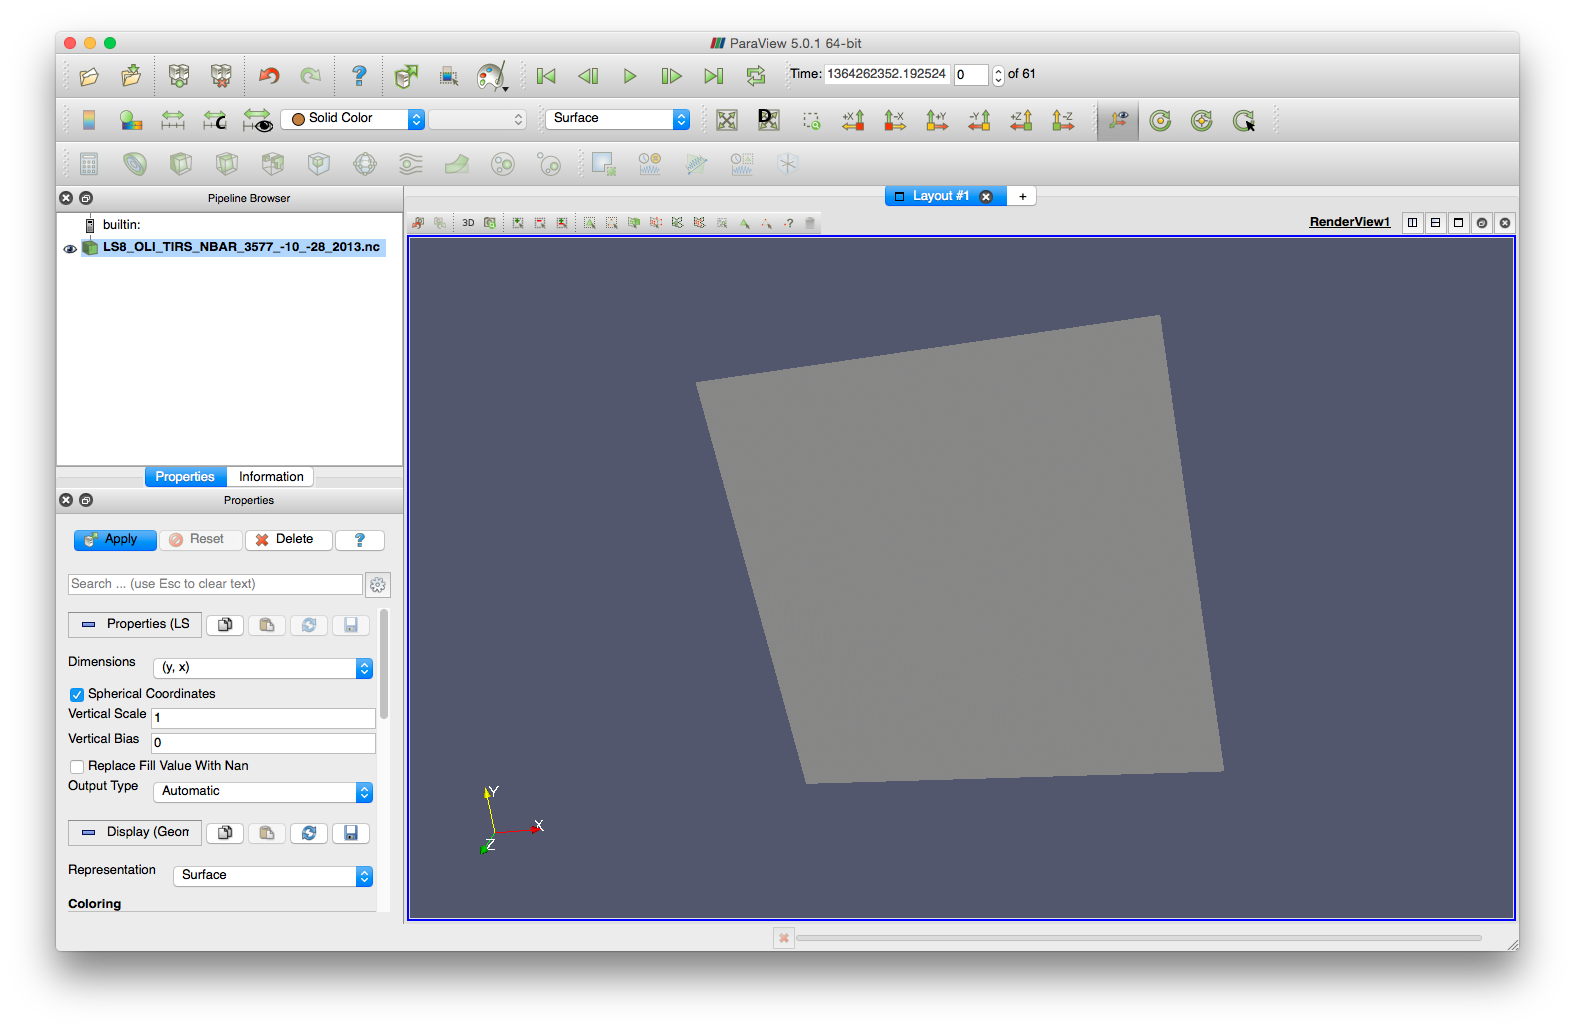 ParaView 5.0.1 64-bit
Time: 1364262352.192524 0 of 61
Solid Color Surface
+X -X +Y -Y +Z -Z
Pipeline Browser
Layout #1 +
builtin:
3D
RenderView1
LS8_OLI_TIRS_NBAR_3577_-10_-28_2013.nc
Properties Information
Properties
Apply Reset Delete ?
Search ... (use Esc to clear text)
Properties (LS
Dimensions (y, x)
Spherical Coordinates
Vertical Scale 1
Vertical Bias 0
Replace Fill Value With Nan
Output Type Automatic
Display (Geom
Representation Surface
Coloring
Y
X
Z